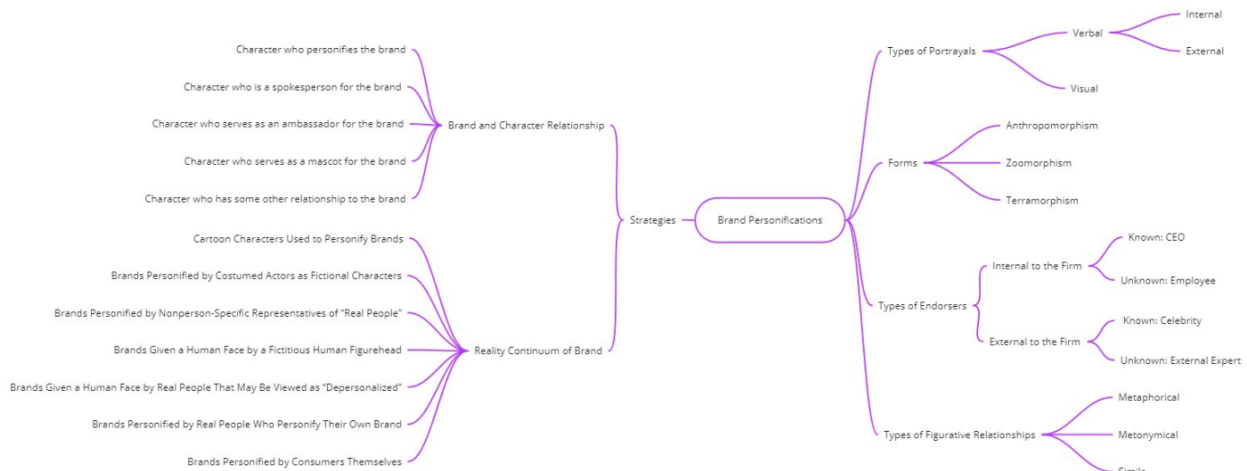 Brand Personifications
Strategies
Brand and Character Relationship
Character who personifies the brand
Character who is a spokesperson for the brand
Character who serves as an ambassador for the brand
Character who serves as a mascot for the brand
Character who has some other relationship to the brand
Reality Continuum of Brand
Cartoon Characters Used to Personify Brands
Brands Personified by Costumed Actors as Fictional Characters
Brands Personified by Nonperson-Specific Representatives of “Real People”
Brands Given a Human Face by a Fictitious Human Figurehead
Brands Given a Human Face by Real People That May Be Viewed as “Depersonalized”
Brands Personified by Real People Who Personify Their Own Brand
Brands Personified by Consumers Themselves
Types of Portrayals
Verbal
Internal
External
Visual
Forms
Anthropomorphism
Zoomorphism
Terramorphism
Types of Endorsers
Internal to the Firm
Known: CEO
Unknown: Employee
External to the Firm
Known: Celebrity
Unknown: External Expert
Types of Figurative Relationships
Metaphorical
Metonymical
Simile